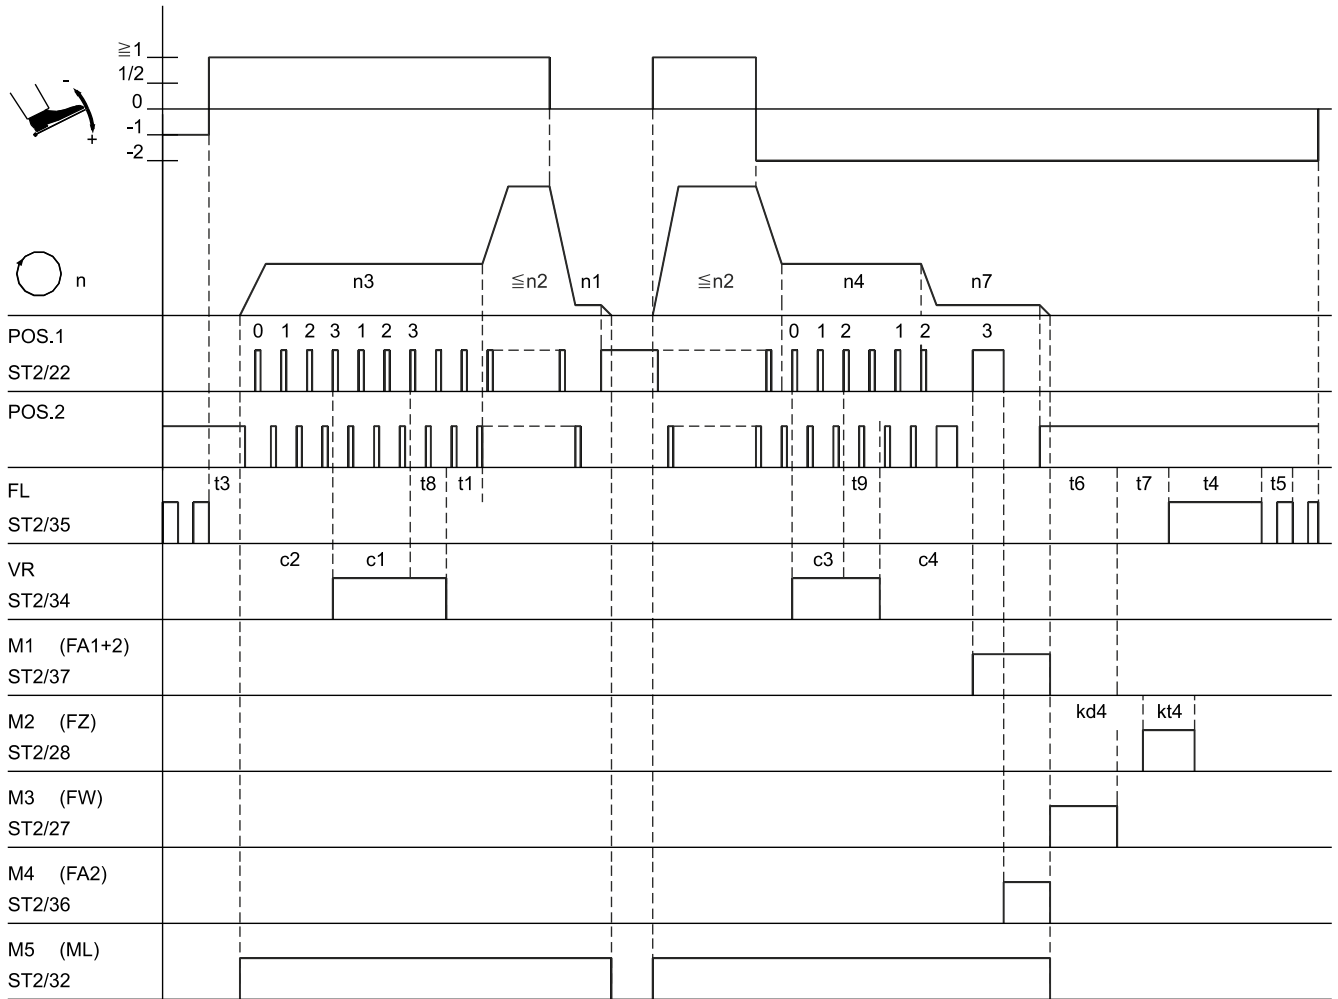 ≧1
1/2
0
-1
-2
-
+
n
n3
≦n2
n1
≦n2
n4
n7
POS.1
0 1 2 3 1 2 3
0 1 2 1 2 3
ST2/22
POS.2
FL
t3
t8
t1
t9
t6
t7
t4
t5
ST2/35
VR
c2
c1
c3
c4
ST2/34
M1 (FA1+2)
ST2/37
M2 (FZ)
kd4
kt4
ST2/28
M3 (FW)
ST2/27
M4 (FA2)
ST2/36
M5 (ML)
ST2/32